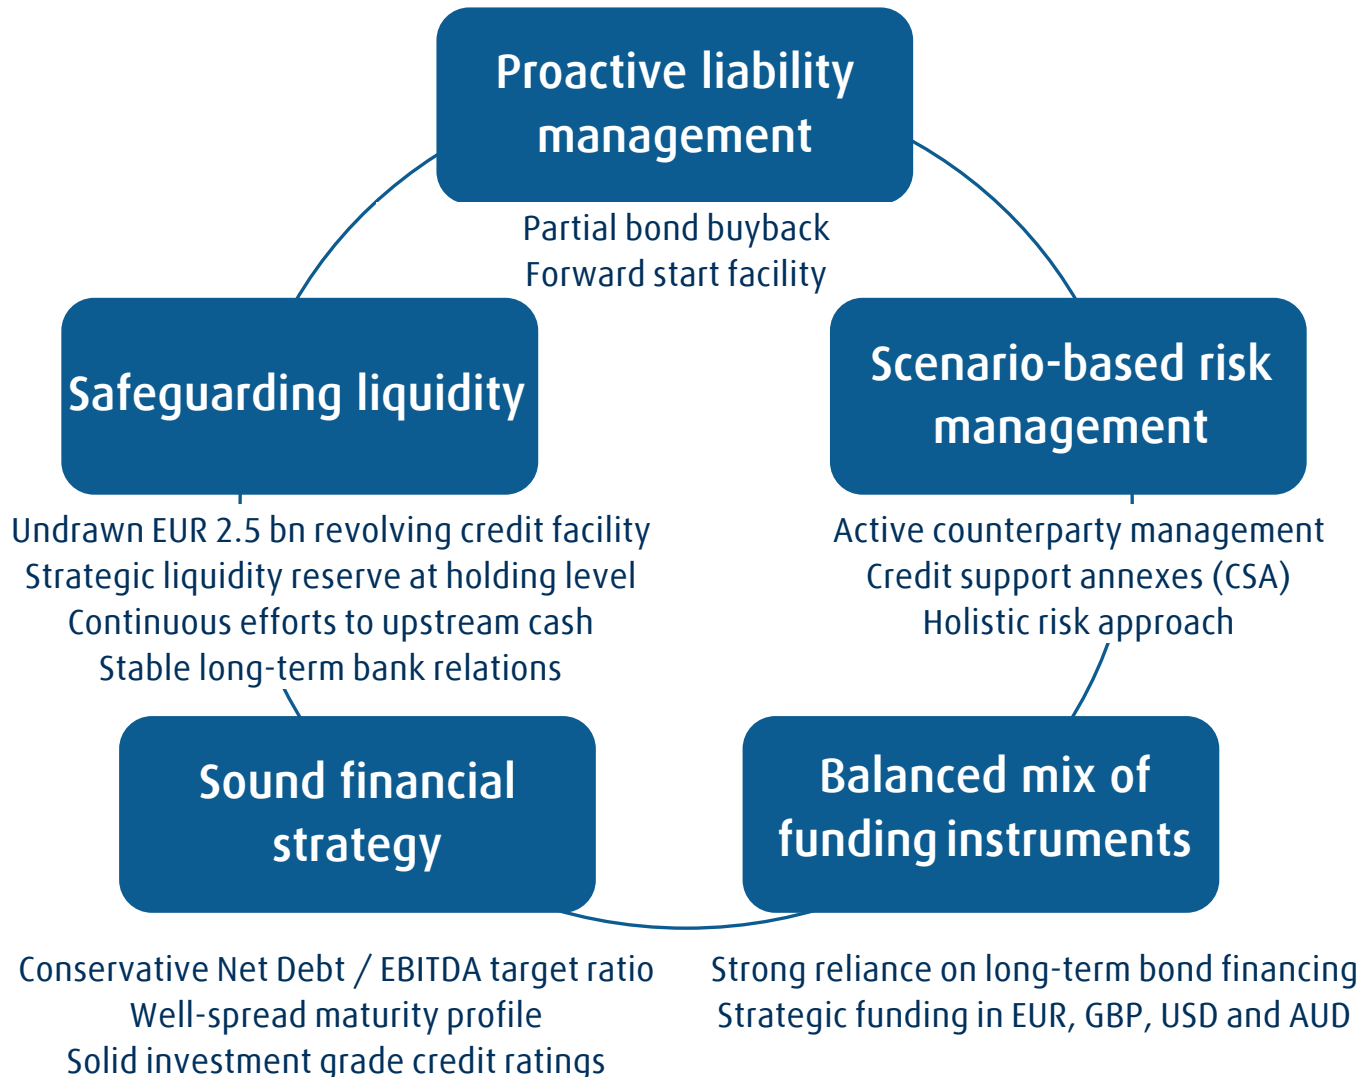 Proactive liability
management
Partial bond buyback
Forward start facility
Safeguarding liquidity
Undrawn EUR 2.5 bn revolving credit facility
Strategic liquidity reserve at holding level
Continuous efforts to upstream cash
Stable long-term bank relations
Scenario-based risk
management
Active counterparty management
Credit support annexes (CSA)
Holistic risk approach
Sound financial
strategy
Conservative Net Debt / EBITDA target ratio
Well-spread maturity profile
Solid investment grade credit ratings
Balanced mix of
funding instruments
Strong reliance on long-term bond financing
Strategic funding in EUR, GBP, USD and AUD